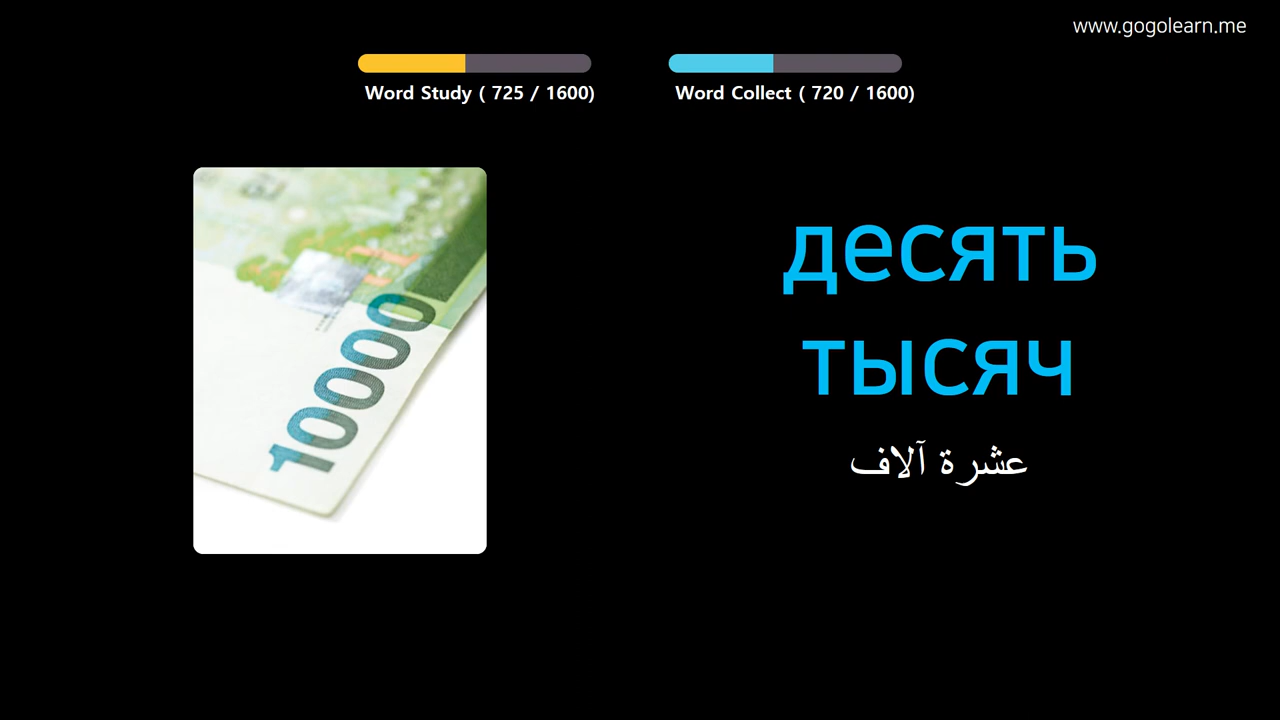 www.gogolearn.me
Word Study ( 725 / 1600)
Word Collect ( 720 / 1600)
10000
десять
тысяч
عشرة آلاف